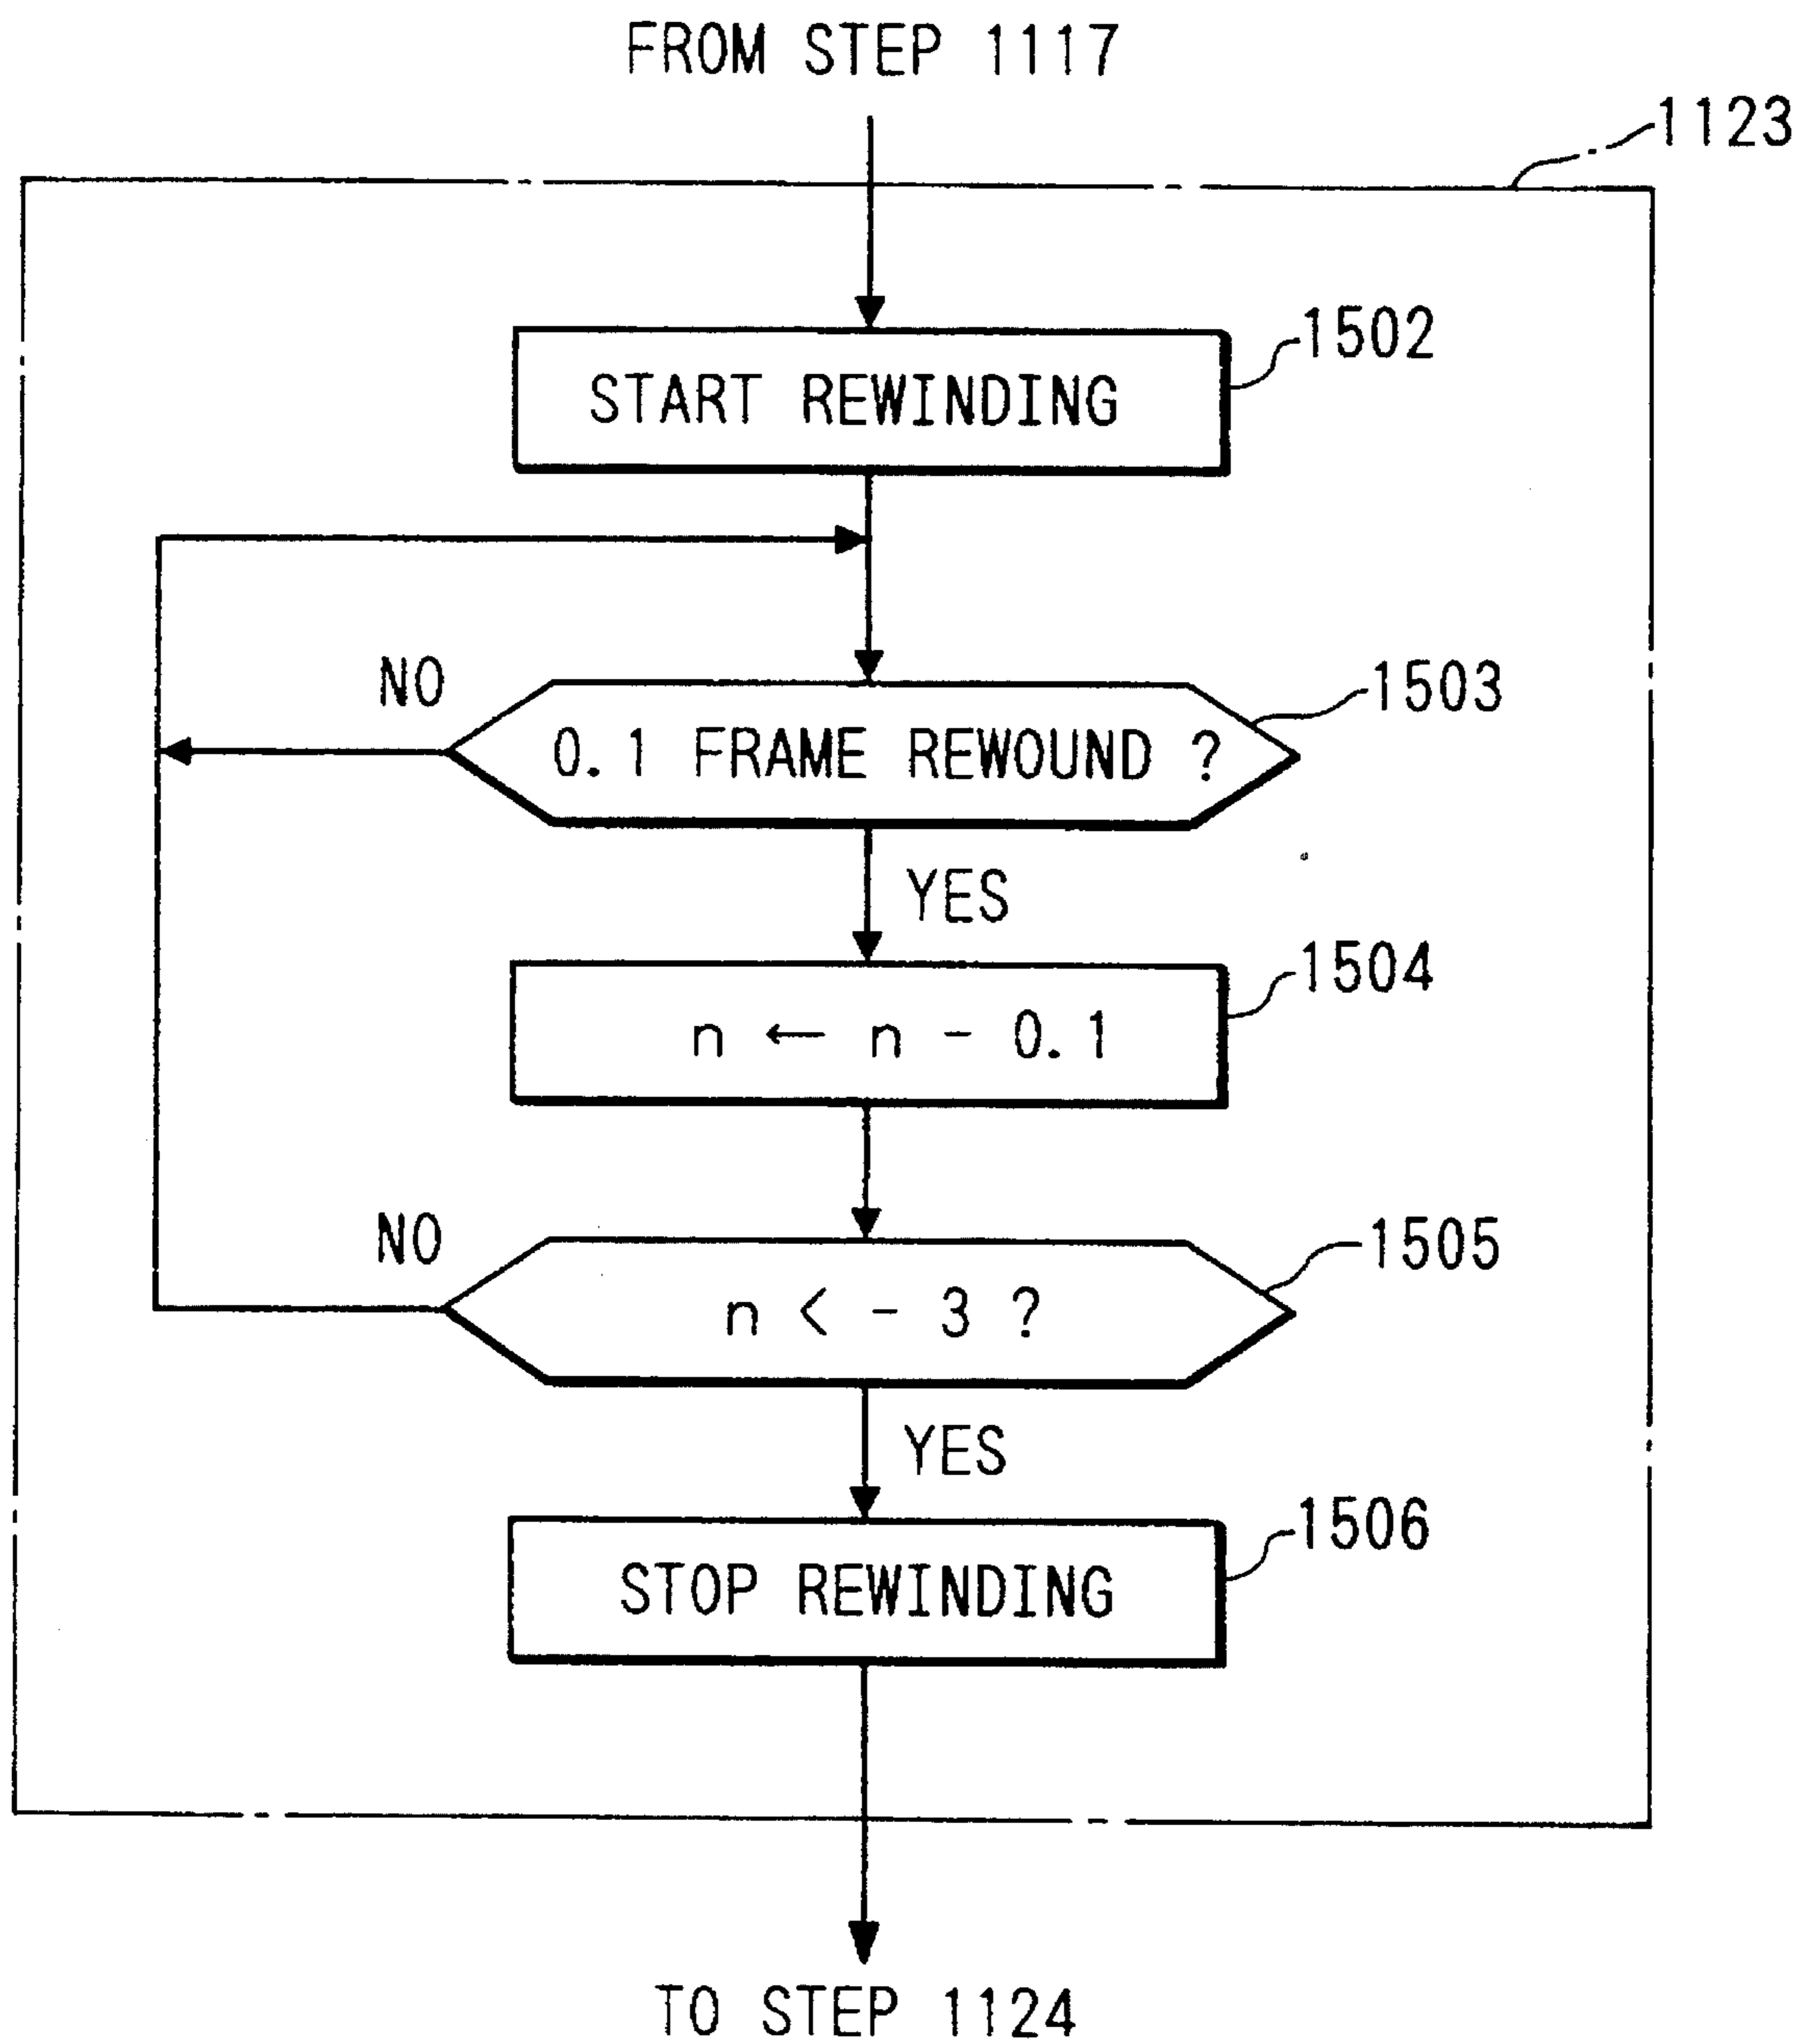 FROM STEP 1117
1123
1502
START REWINDING
NO
1503
0.1 FRAME REWOUND ?
YES
1504
n ← n - 0.1
NO
1505
n < - 3 ?
YES
1506
STOP REWINDING
TO STEP 1124